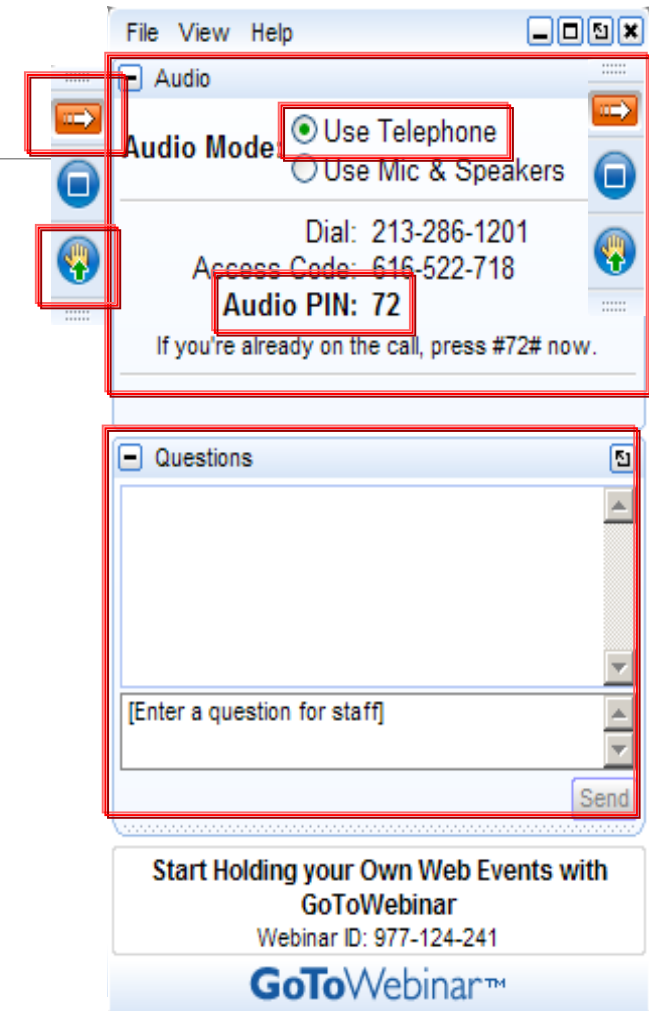 File View Help
Audio
Audio Mode: Use Telephone
Use Mic & Speakers
Dial: 213-286-1201
Access Code: 616-522-718
Audio PIN: 72
If you're already on the call, press #72# now.
Questions
[Enter a question for staff]
Send
Start Holding your Own Web Events with
GoToWebinar
Webinar ID: 977-124-241
GoToWebinar™